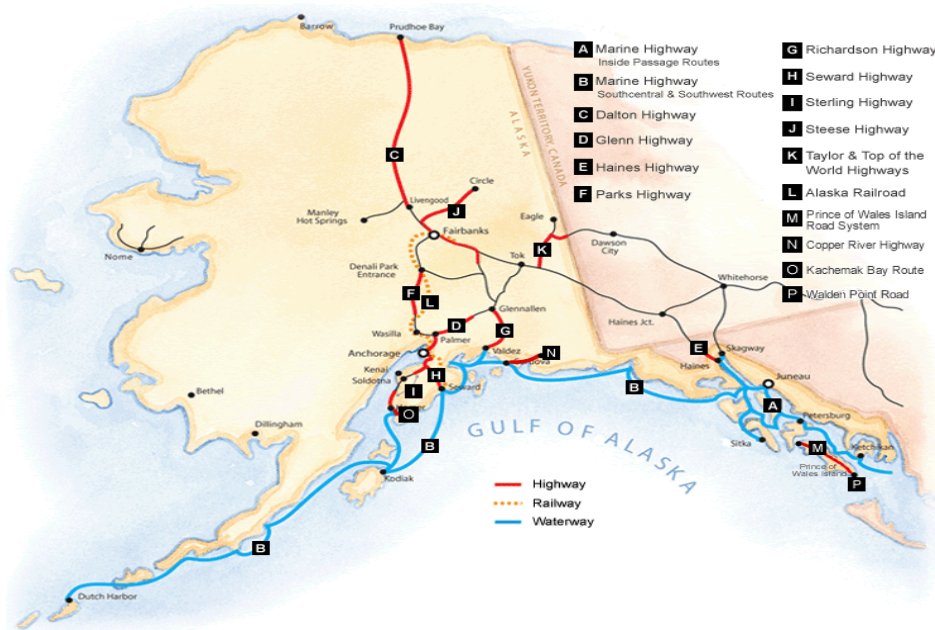 Barrow
Prudhoe Bay
A Marine Highway
Inside Passage Routes
B Marine Highway
Southcentral & Southwest Routes
C Dalton Highway
D Glenn Highway
E Haines Highway
F Parks Highway
G Richardson Highway
H Seward Highway
I Sterling Highway
J Steese Highway
K Taylor & Top of the
World Highways
L Alaska Railroad
M Prince of Wales Island
Road System
N Copper River Highway
O Kachemak Bay Route
P Walden Point Road
YUKON TERRITORY, CANADA
ALASKA
C
Circle
Livengood
J
Manley
Hot Springs
Eagle
Fairbanks
Dawson
City
K
Nome
Tok
Denali Park
Entrance
Whitehorse
F
L
Glennallen
Haines Jct.
D
G
Wasilla
Palmer
E
Skagway
Anchorage
Valdez
N
Haines
Kenai
Soldotna
H
Seward
Juneau
B
I
Bethel
A
O
Petersburg
Dillingham
GULF OF ALASKA
Sitka
B
M
Ketchikan
Prince of
Wales Island
Kodiak
P
Highway
Railway
Waterway
B
Dutch Harbor